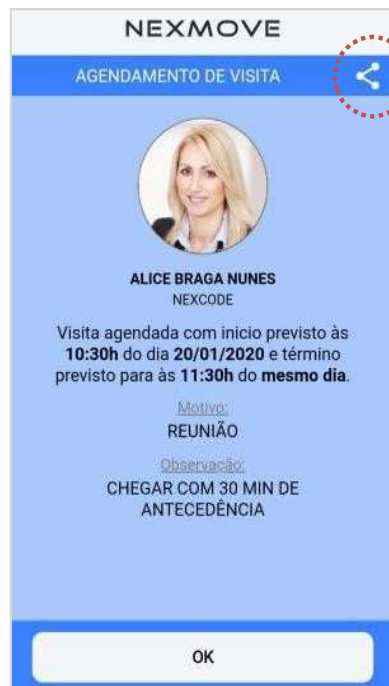 NEXMOVE
AGENDAMENTO DE VISITA
ALICE BRAGA NUNES
NEXCODE
Visita agendada com inicio previsto às
10:30h do dia 20/01/2020 e término
previsto para às 11:30h do mesmo dia.
Motivo:
REUNIÃO
Observação:
CHEGAR COM 30 MIN DE
ANTECEDÊNCIA
OK